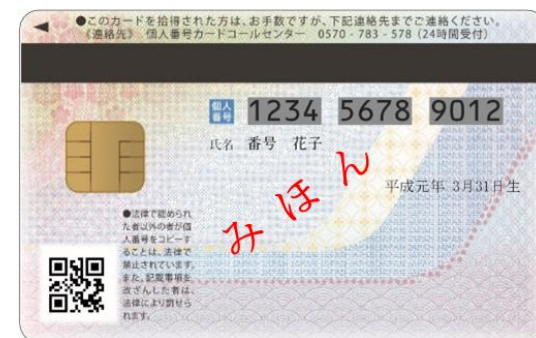 ●このカードを拾得された方は、お手数ですが、下記連絡先までご連絡ください。
《連絡先》 個人番号カードコールセンター 0570-783-578 (24時間受付)
個人番号 1234 5678 9012
氏名 番号 花子
平成元年 3月31日生
みほん
●法律で認められ
た者以外の者が個
人番号をコピーす
ることは、法律で
禁止されています。
また、記載事項を
改ざんした者は、
法律により罰せら
れます。